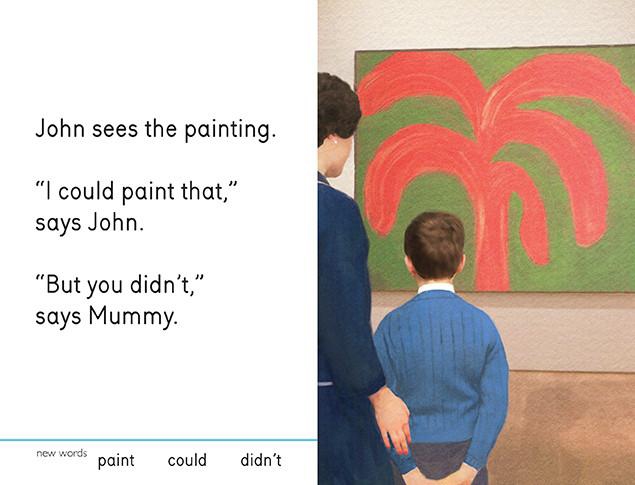 John sees the painting.
“I could paint that,”
says John.
“But you didn’t,”
says Mummy.
new words paint could didn’t